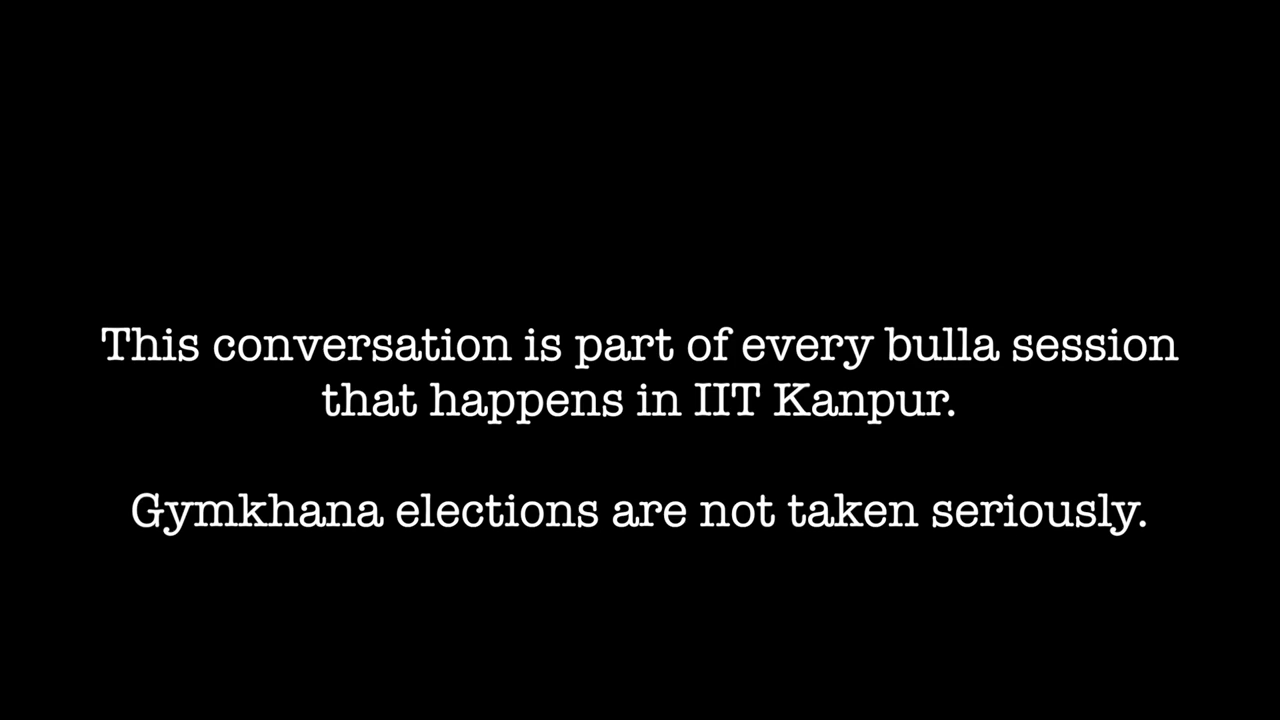 This conversation is part of every bulla session
that happens in IIT Kanpur.
Gymkhana elections are not taken seriously.